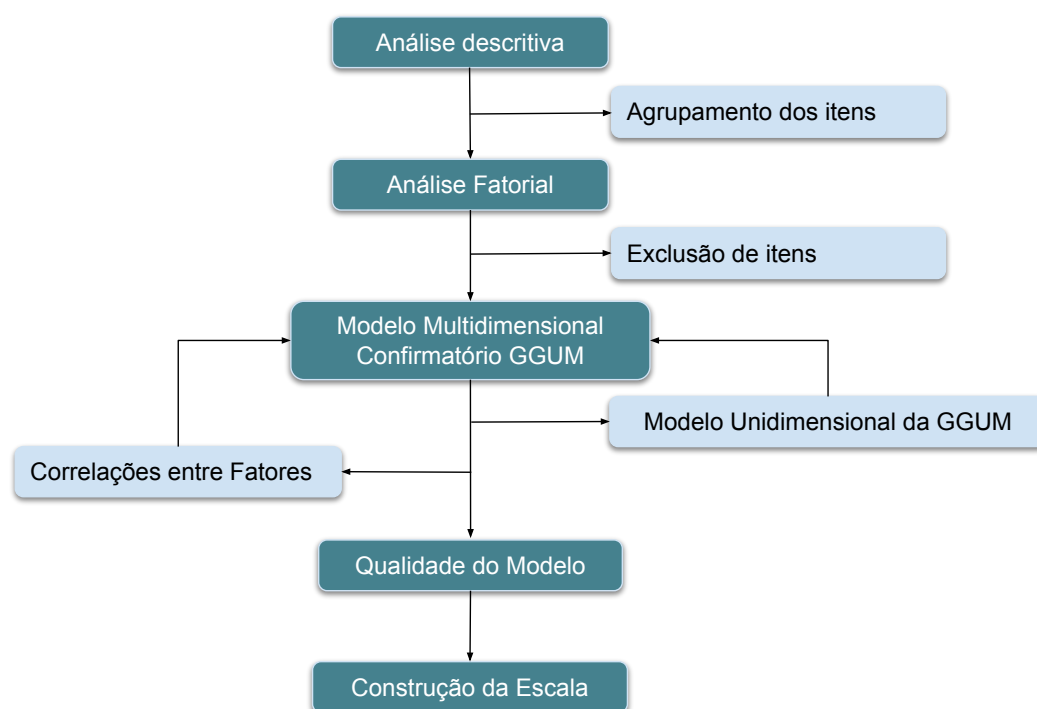 Análise descritiva
Agrupamento dos itens
Análise Fatorial
Exclusão de itens
Modelo Multidimensional
Confirmatório GGUM
Modelo Unidimensional da GGUM
Correlações entre Fatores
Qualidade do Modelo
Construção da Escala